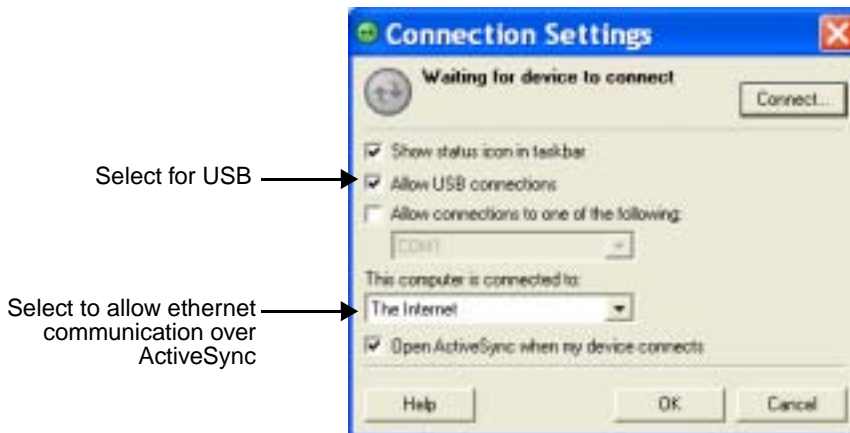 Connection Settings
Waiting for device to connect
Connect...
Show status icon in taskbar
Select for USB
Allow USB connections
Allow connections to one of the following:
COM1
This computer is connected to:
Select to allow ethernet
communication over
ActiveSync
The Internet
Open ActiveSync when my device connects
Help
OK
Cancel